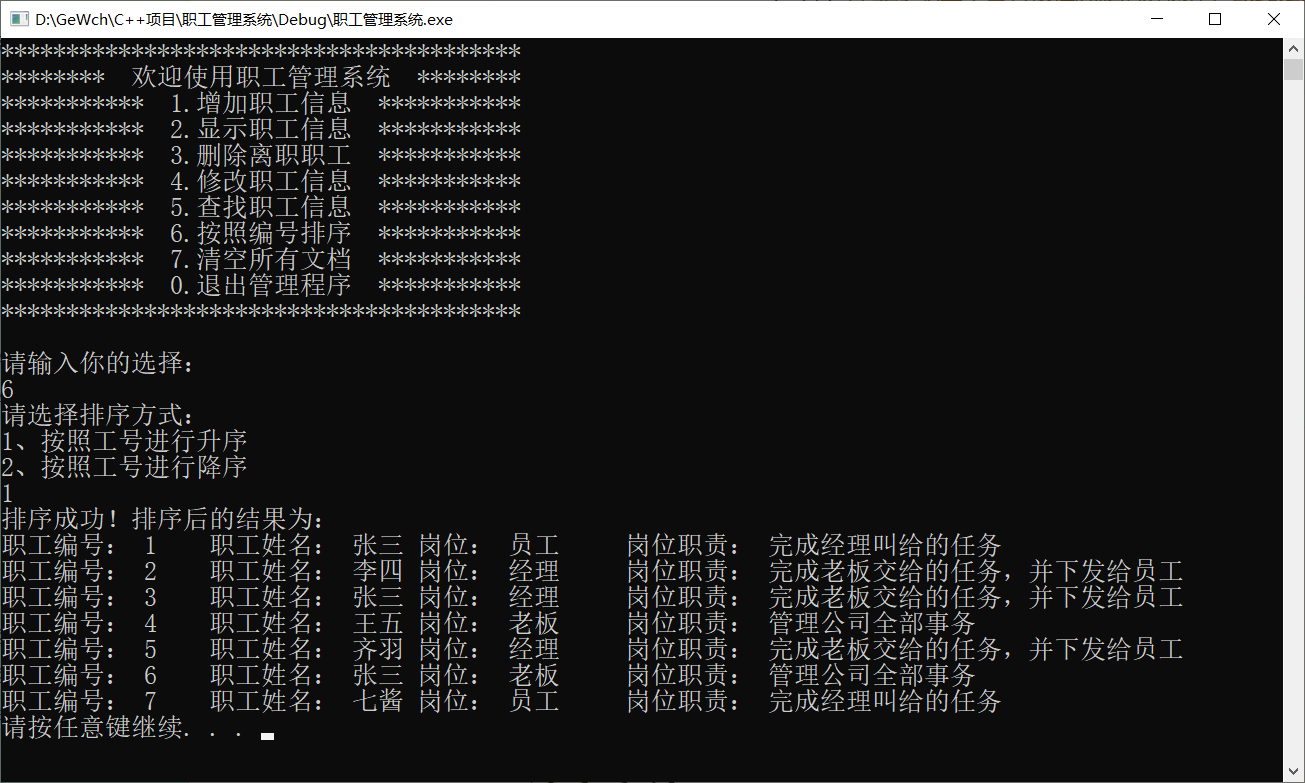 D:\GeWch\C++项目\职工管理系统\Debug\职工管理系统.exe
****************************************
********  欢迎使用职工管理系统  ********
***********  1.增加职工信息  ***********
***********  2.显示职工信息  ***********
***********  3.删除离职职工  ***********
***********  4.修改职工信息  ***********
***********  5.查找职工信息  ***********
***********  6.按照编号排序  ***********
***********  7.清空所有文档  ***********
***********  0.退出管理程序  ***********
****************************************
请输入你的选择：
6
请选择排序方式：
1、按照工号进行升序
2、按照工号进行降序
1
排序成功！排序后的结果为：
职工编号： 1    职工姓名： 张三 岗位： 员工     岗位职责： 完成经理叫给的任务
职工编号： 2    职工姓名： 李四 岗位： 经理     岗位职责： 完成老板交给的任务，并下发给员工
职工编号： 3    职工姓名： 张三 岗位： 经理     岗位职责： 完成老板交给的任务，并下发给员工
职工编号： 4    职工姓名： 王五 岗位： 老板     岗位职责： 管理公司全部事务
职工编号： 5    职工姓名： 齐羽 岗位： 经理     岗位职责： 完成老板交给的任务，并下发给员工
职工编号： 6    职工姓名： 张三 岗位： 老板     岗位职责： 管理公司全部事务
职工编号： 7    职工姓名： 七酱 岗位： 员工     岗位职责： 完成经理叫给的任务
请按任意键继续. . .